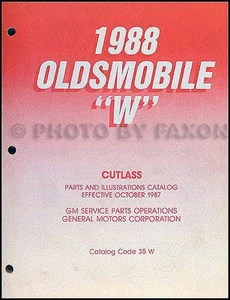 1988
OLDSMOBILE
"W"
PHOTO BY FAXON
CUTLASS
PARTS AND ILLUSTRATIONS CATALOG
EFFECTIVE OCTOBER 1987
GM SERVICE PARTS OPERATIONS
GENERAL MOTORS CORPORATION
Catalog Code 35 W